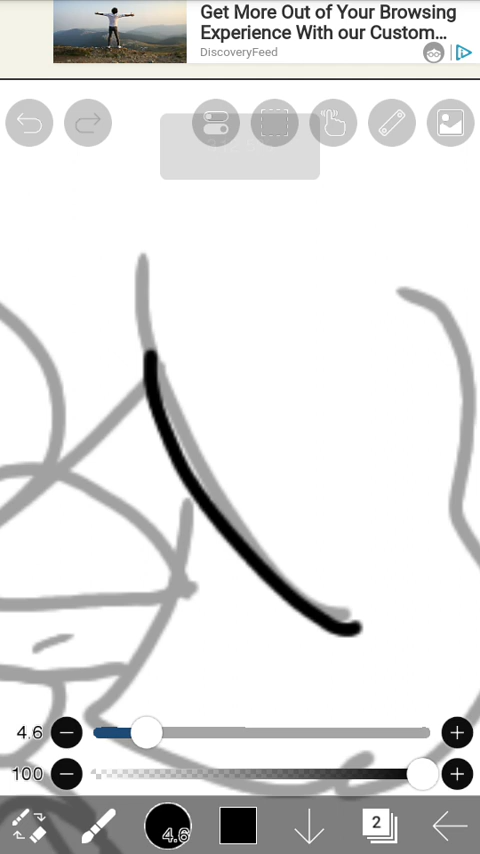 Get More Out of Your Browsing
Experience With our Custom...
DiscoveryFeed
4.6
100
4.6
2